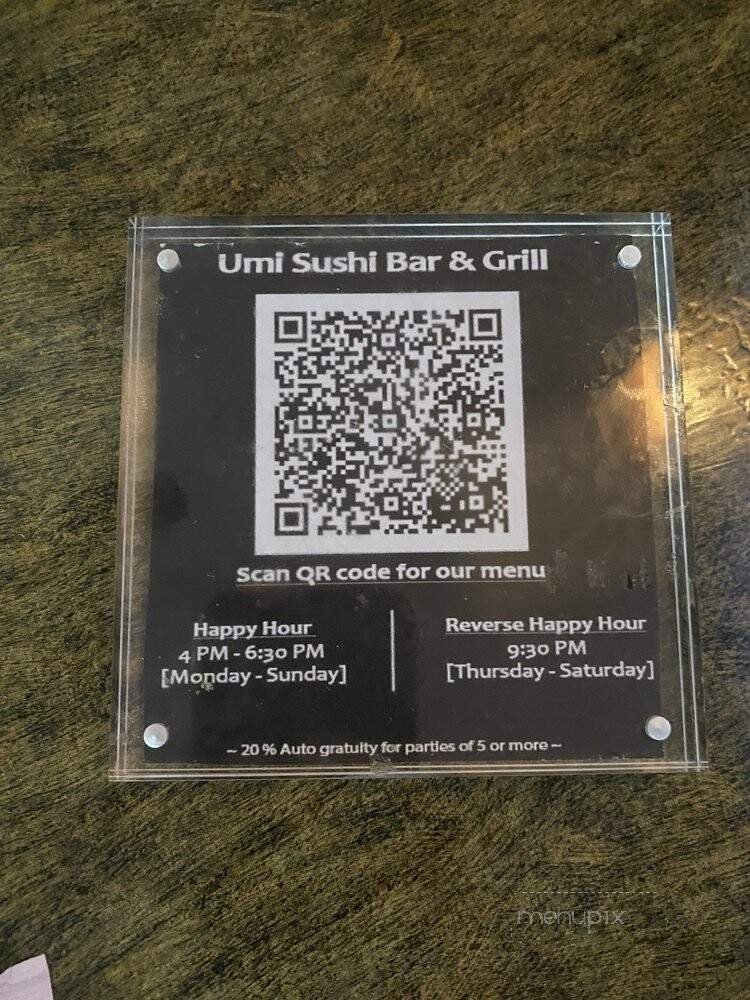 Umi Sushi Bar & Grill
Scan QR code for our menu
Happy Hour
4 PM - 6:30 PM
[Monday - Sunday]
Reverse Happy Hour
9:30 PM
[Thursday - Saturday]
~ 20 % Auto gratuity for parties of 5 or more ~
menupix